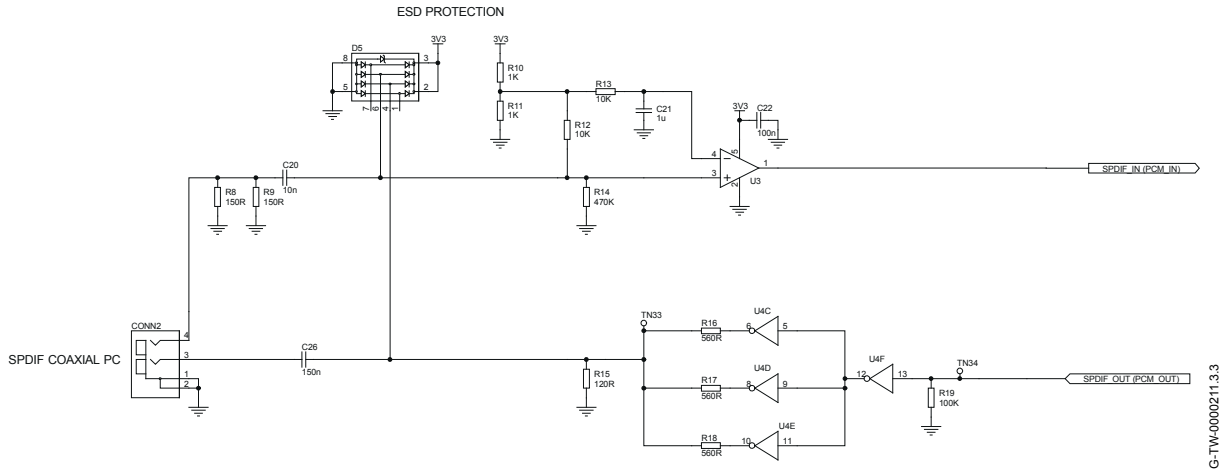 ESD PROTECTION
D5
3V3
8
3
5
2
7
6
4
1
3V3
R10
1K
R11
1K
R13
10K
R12
10K
C21
1u
3V3
C22
100n
5
4
3
1
2
U3
SPDIF_IN (PCM_IN)
C20
10n
R8
150R
R9
150R
R14
470K
CONN2
4
3
1
2
SPDIF COAXIAL PC
C26
150n
R15
120R
TN33
R16
560R
6
U4C
5
R17
560R
8
U4D
9
R18
560R
10
U4E
11
U4F
12
13
TN34
R19
100K
SPDIF_OUT (PCM_OUT)
G-TW-0000211.3.3